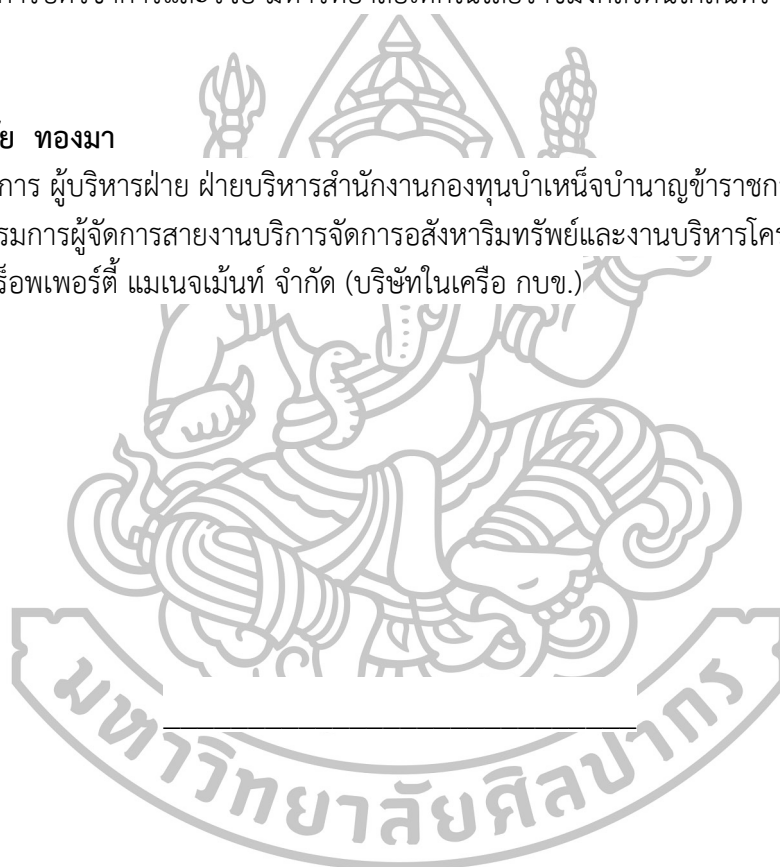 ย ทองมา
การ ผู้บริหารฝ่าย ฝ่ายบริหารสำนักงานกองทุนบำเหน็จบำนาญข้าราชก
รมการผู้จัดการสายงานบริการจัดการอสังหาริมทรัพย์และงานบริหารโคร
ร็อพเพอร์ตี้ แมเนจเม้นท์ จำกัด (บริษัทในเครือ กบข.)
มหาวิทยาลัยศิลปากร